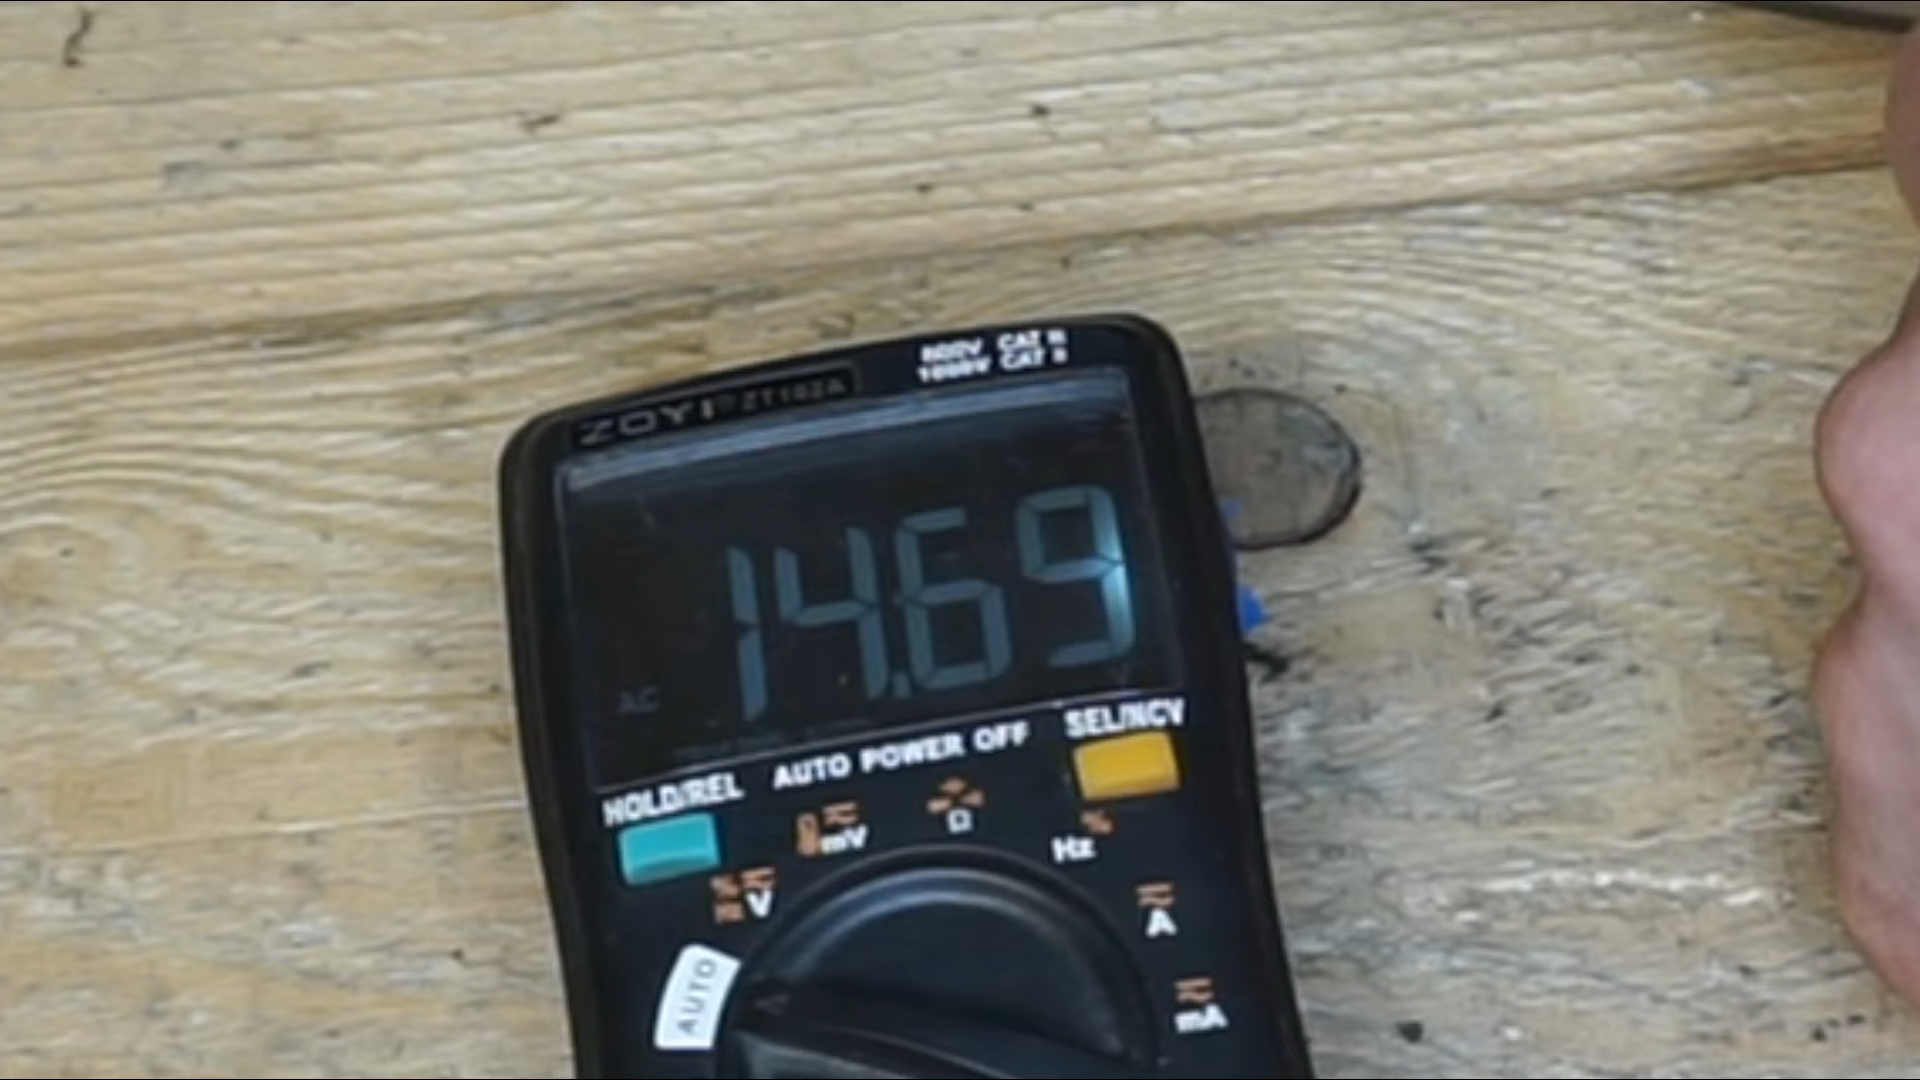 600V CAT III
1000V CAT II
ZOYI ZT102A
14.69
AC
SEL/NCV
AUTO POWER OFF
HOLD/REL
mV
Ω
Hz %
V
A
AUTO
mA